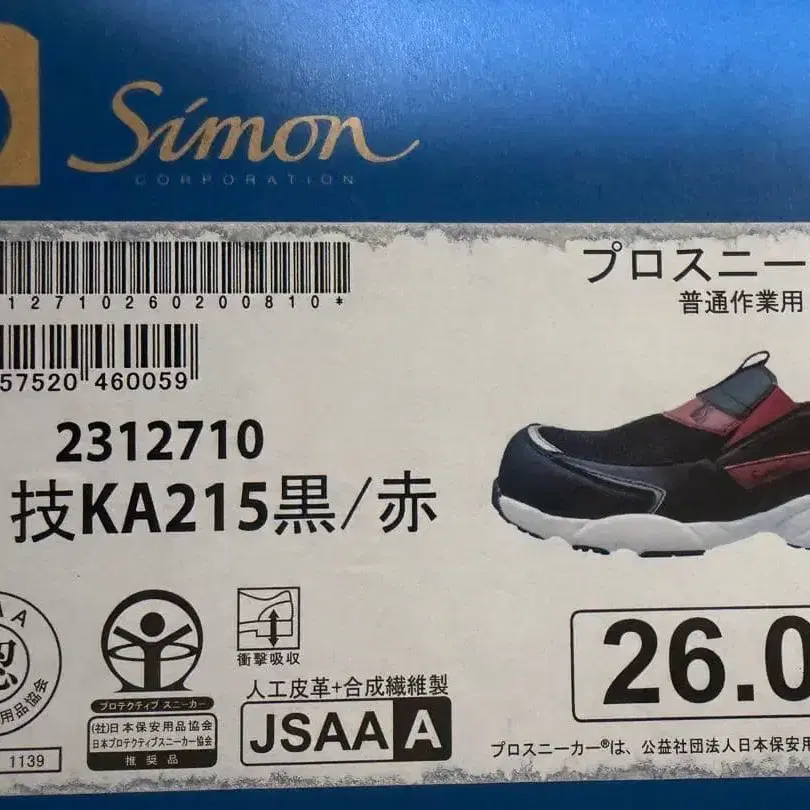 Simon
CORPORATION
127102602008 10*
57520 460059
プロスニー
普通作業用
2312710
技KA215黒/赤
衝撃吸収
プロテクティブ スニーカー
(社)日本保安用品協会
日本プロテクティブスニーカー協会
推奨品
1139
人工皮革+合成繊維製
JSAA A
26.0
プロスニーカー®は、公益社団法人日本保安用